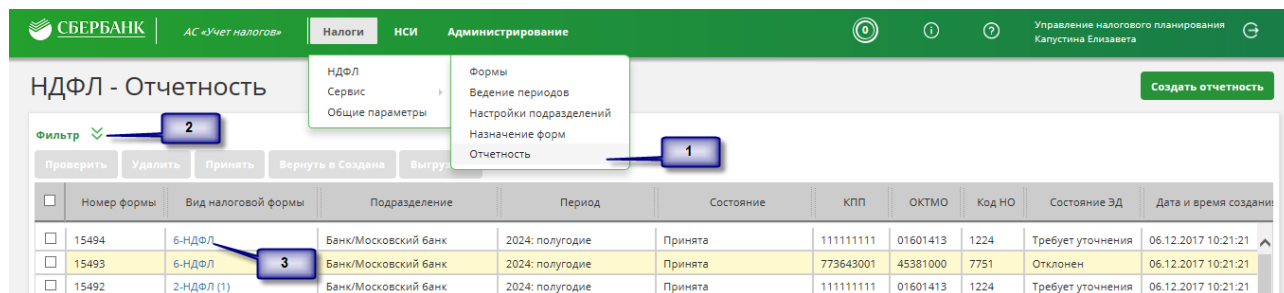 СБЕРБАНК
АС «Учет налогов»
Налоги НСИ Администрирование
0
Управление налогового планирования
Капустина Елизавета
НДФЛ
Сервис
Общие параметры
Формы
Ведение периодов
Настройки подразделений
Назначение форм
Отчетность
1
НДФЛ - Отчетность
Создать отчетность
Фильтр
2
Проверить Удалить Принять Вернуть в Создана
Номер формы Вид налоговой формы Подразделение Период Состояние КПП ОКТМО Код НО Состояние ЭД Дата и время создания
15494 6-НДФЛ Банк/Московский банк 2024: полугодие Принята 111111111 01601413 1224 Требует уточнения 06.12.2017 10:21:21
15493 6-НДФЛ Банк/Московский банк 2024: полугодие Принята 773643001 45381000 7751 Отклонен 06.12.2017 10:21:21
3
15492 2-НДФЛ (1) Банк/Московский банк 2024: полугодие Принята 111111111 01601413 1224 Требует уточнения 06.12.2017 10:21:21